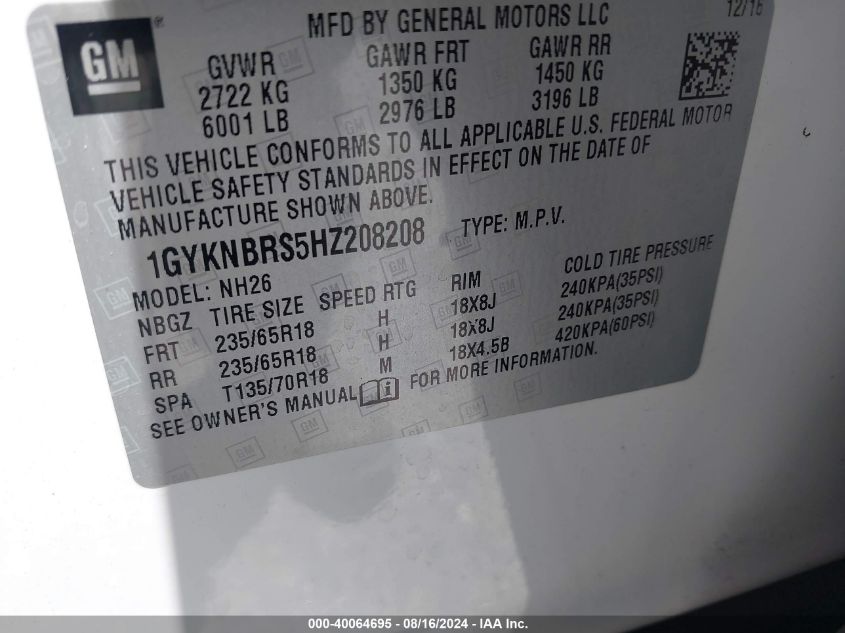 GM
MFD BY GENERAL MOTORS LLC
12/16
GVWR GAWR FRT GAWR RR
2722 KG 1350 KG 1450 KG
6001 LB 2976 LB 3196 LB
THIS VEHICLE CONFORMS TO ALL APPLICABLE U.S. FEDERAL MOTOR
VEHICLE SAFETY STANDARDS IN EFFECT ON THE DATE OF
MANUFACTURE SHOWN ABOVE.
1GYKNBRS5HZ208208 TYPE: M.P.V.
MODEL: NH26
NBGZ TIRE SIZE SPEED RTG RIM COLD TIRE PRESSURE
FRT 235/65R18 H 18X8J 240KPA(35PSI)
RR 235/65R18 H 18X8J 240KPA(35PSI)
SPA T135/70R18 M 18X4.5B 420KPA(60PSI)
SEE OWNER'S MANUAL FOR MORE INFORMATION.
000-40064695 - 08/16/2024 - IAA Inc.